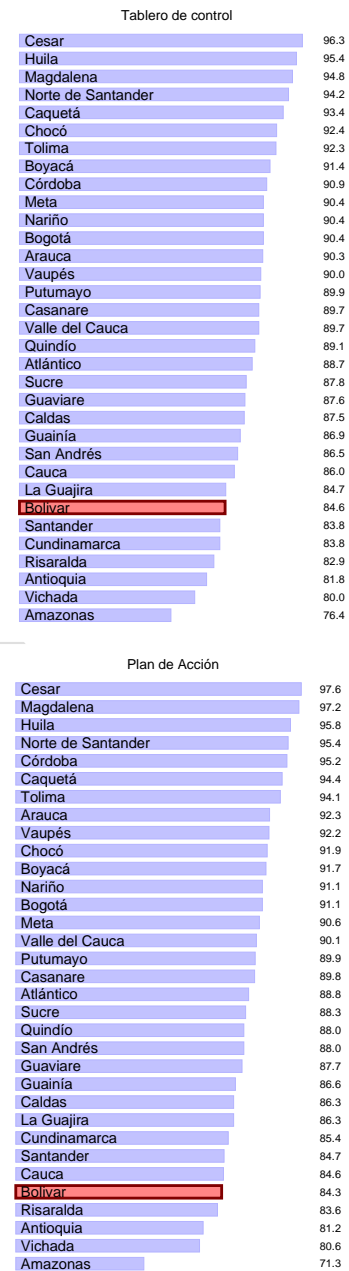 Tablero de control
Cesar 96.3
Huila 95.4
Magdalena 94.8
Norte de Santander 94.2
Caquetá 93.4
Chocó 92.4
Tolima 92.3
Boyacá 91.4
Córdoba 90.9
Meta 90.4
Nariño 90.4
Bogotá 90.4
Arauca 90.3
Vaupés 90.0
Putumayo 89.9
Casanare 89.7
Valle del Cauca 89.7
Quindío 89.1
Atlántico 88.7
Sucre 87.8
Guaviare 87.6
Caldas 87.5
Guainía 86.9
San Andrés 86.5
Cauca 86.0
La Guajira 84.7
Bolivar 84.6
Santander 83.8
Cundinamarca 83.8
Risaralda 82.9
Antioquia 81.8
Vichada 80.0
Amazonas 76.4
Plan de Acción
Cesar 97.6
Magdalena 97.2
Huila 95.8
Norte de Santander 95.4
Córdoba 95.2
Caquetá 94.4
Tolima 94.1
Arauca 92.3
Vaupés 92.2
Chocó 91.9
Boyacá 91.7
Nariño 91.1
Bogotá 91.1
Meta 90.6
Valle del Cauca 90.1
Putumayo 89.9
Casanare 89.8
Atlántico 88.8
Sucre 88.3
Quindío 88.0
San Andrés 88.0
Guaviare 87.7
Guainía 86.6
Caldas 86.3
La Guajira 86.3
Cundinamarca 85.4
Santander 84.7
Cauca 84.6
Bolivar 84.3
Risaralda 83.6
Antioquia 81.2
Vichada 80.6
Amazonas 71.3